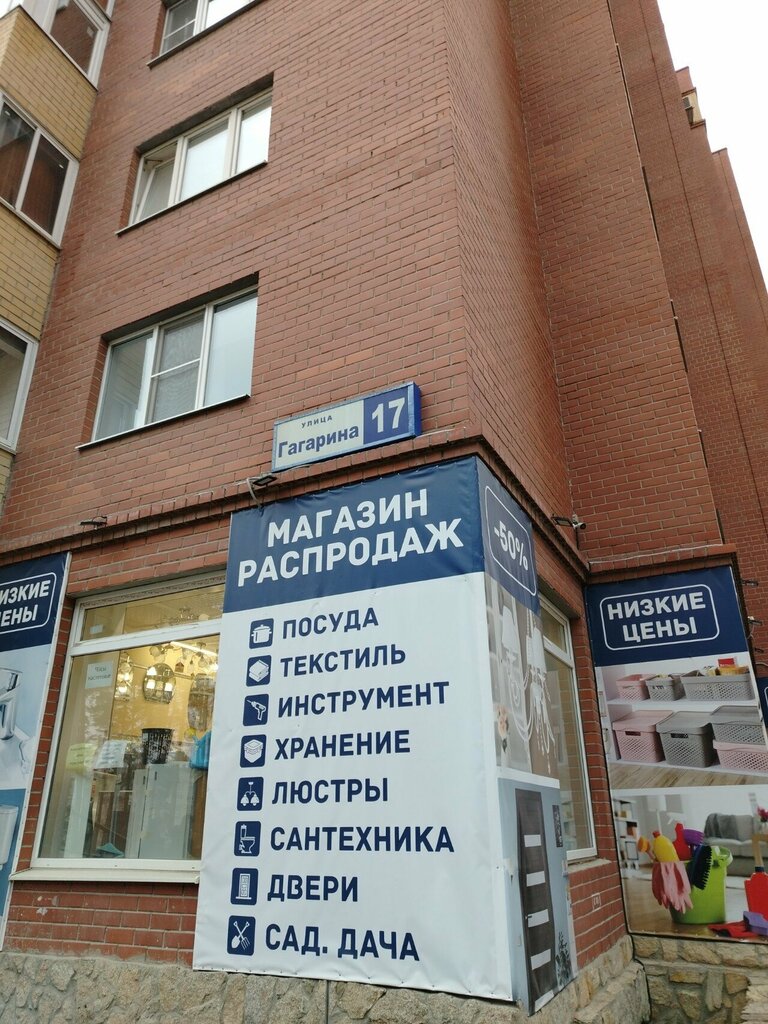 УЛИЦА
Гагарина 17
МАГАЗИН
РАСПРОДАЖ
-50%
ПОСУДА
ТЕКСТИЛЬ
ИНСТРУМЕНТ
ХРАНЕНИЕ
ЛЮСТРЫ
САНТЕХНИКА
ДВЕРИ
САД. ДАЧА
НИЗКИЕ
ЦЕНЫ
НИЗКИЕ
ЦЕНЫ